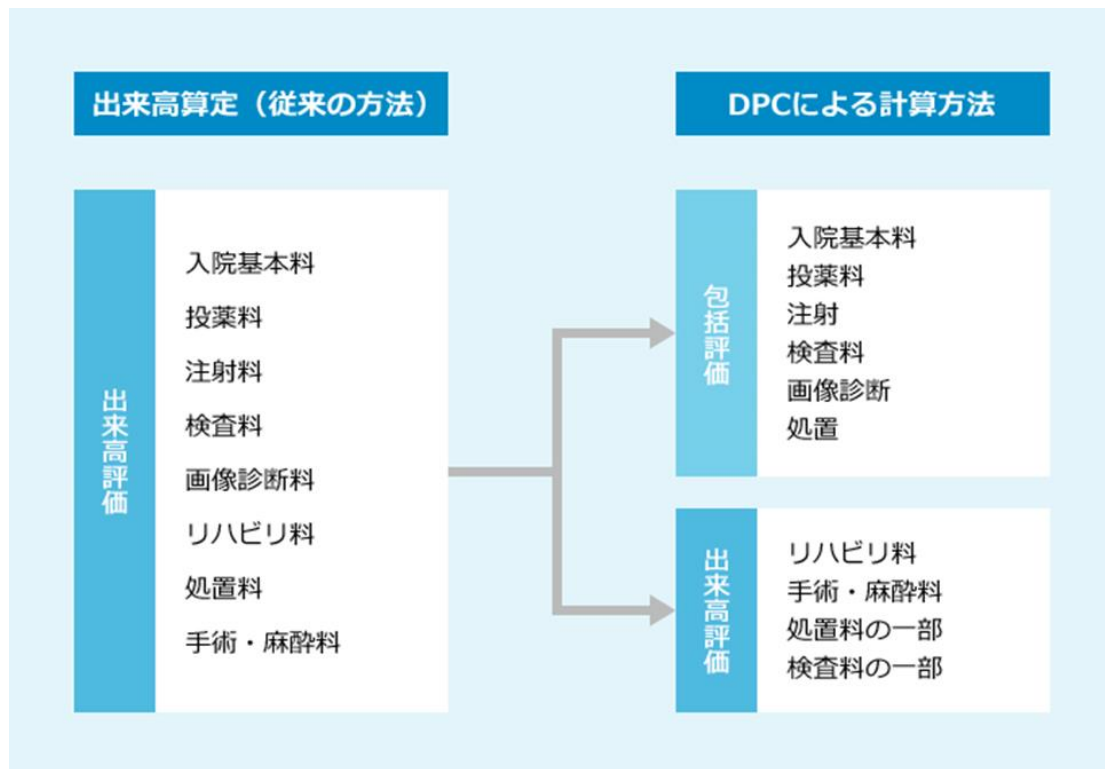 出来高算定（従来の方法）
出来高評価
入院基本料
投薬料
注射料
検査料
画像診断料
リハビリ料
処置料
手術・麻酔料
DPCによる計算方法
包括評価
入院基本料
投薬料
注射
検査料
画像診断
処置
出来高評価
リハビリ料
手術・麻酔料
処置料の一部
検査料の一部